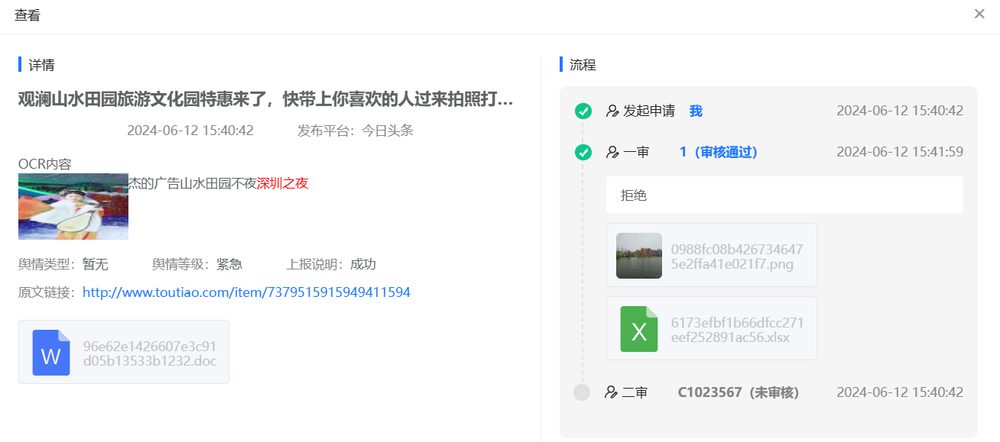 查看
详情
观澜山水田园旅游文化园特惠来了，快带上你喜欢的人过来拍照打...
2024-06-12 15:40:42 发布平台：今日头条
OCR内容
杰的广告山水田园不夜深圳之夜
舆情类型：暂无 舆情等级：紧急 上报说明：成功
原文链接：http://www.toutiao.com/item/7379515915949411594
96e62e1426607e3c91
d05b13533b1232.doc
流程
发起申请 我 2024-06-12 15:40:42
一审 1（审核通过） 2024-06-12 15:41:59
拒绝
0988fc08b426734647
5e2ffa41e021f7.png
6173efbf1b66dfcc271
eef252891ac56.xlsx
二审 C1023567（未审核） 2024-06-12 15:40:42